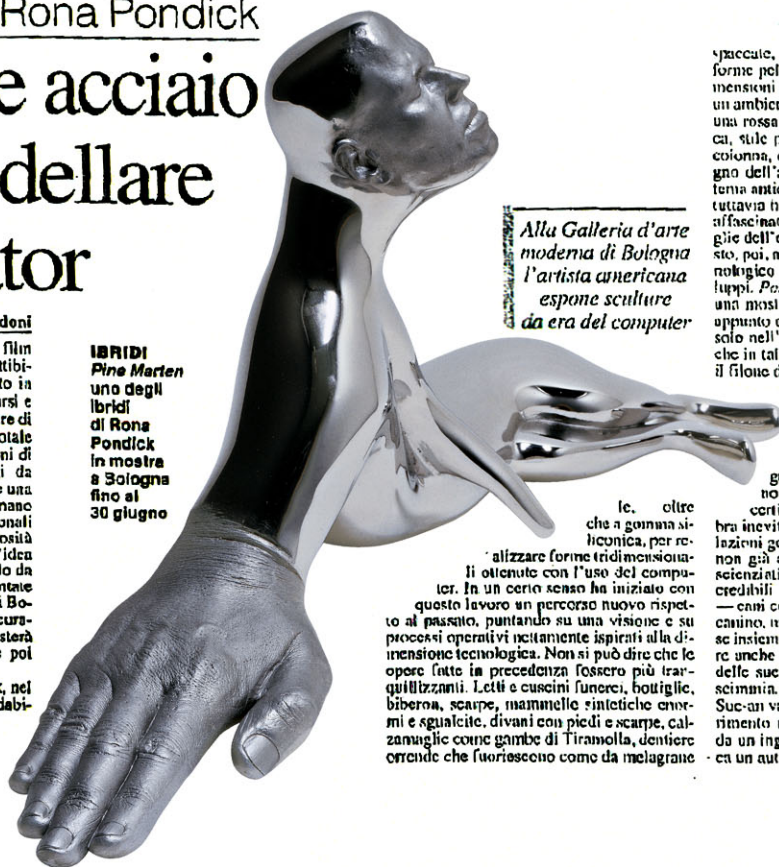 Rona Pondick
e acciaio
dellare
tor
doni
film
tibi-
to in
rsi e
re di
otale
ni di
i da
e una
nano
onali
osità
'idea
lo da
ntate
i Bo-
cura-
sterà
e poi
, nel
dabi-
IBRIDI
Pine Marten
uno degli
ibridi
di Rona
Pondick
in mostra
a Bologna
fino al
30 giugno
Alla Galleria d'arte
moderna di Bologna
l'artista americana
espone sculture
da era del computer
le, oltre
che a gomma si-
liconica, per re-
alizzare forme tridimensiona-
li ottenute con l'uso del compu-
ter. In un certo senso ha iniziato con
questo lavoro un percorso nuovo rispet-
to al passato, puntando su una visione e su
processi operativi nettamente ispirati alla di-
mensione tecnologica. Non si può dire che le
opere fatte in precedenza fossero più tran-
quillizzanti. Letti e cuscini funerei, bottiglie,
biberon, scarpe, mammelle sintetiche enor-
mi e sgualcite, divani con piedi e scarpe, cal-
zamaglie come gambe di Tiramolla, dentiere
orrende che fuoriescono come da melagrane
spaccate,
forme pel
mensioni
un ambien
una rossa
ca, stile p
colonna,
gno dell'a
tema antic
tuttavia h
affascinat
glie dell'
sto, poi,
nologico
luppi.
una most
appunto
solo nell'
che in tal
il filone d
g
no
certi
bra inevit
lazioni ge
non già
scienziati
credibili
— cani
canino,
se insiem
re anche
delle sue
scimmia.
va
rimento
da un ing
ca un aut